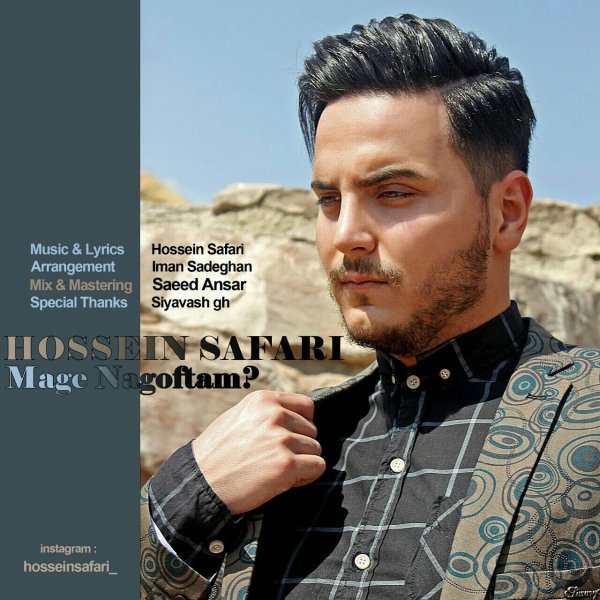 Music & Lyrics Hossein Safari
Arrangement Iman Sadeghan
Mix & Mastering Saeed Ansar
Special Thanks Siyavash gh
HOSSEIN SAFARI
Mage Nagoftam?
instagram :
hosseinsafari_